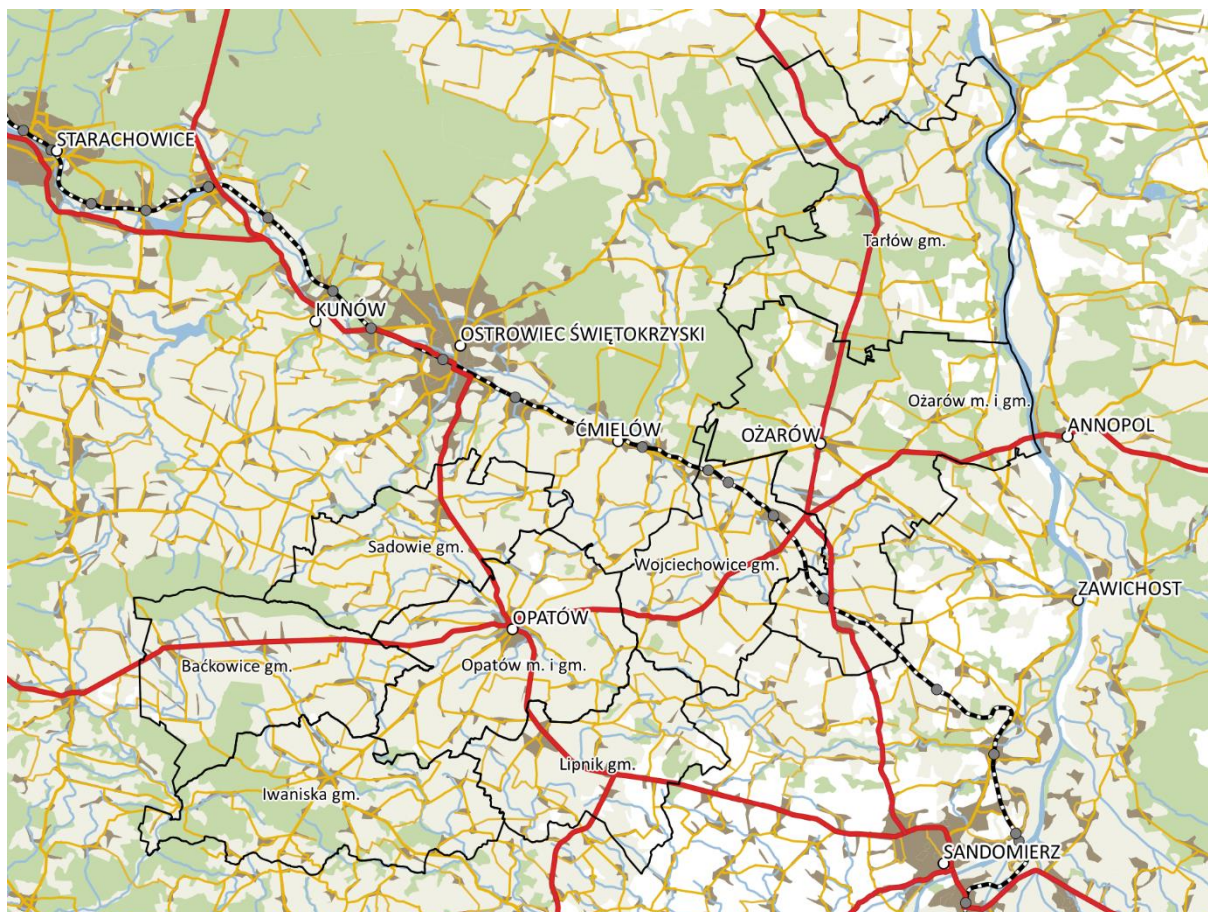 STARACHOWICE
Tarłów gm.
KUNÓW
OSTROWIEC ŚWIĘTOKRZYSKI
Ożarów m. i gm.
ANNOPOL
ĆMIELÓW
OŻARÓW
Sadowie gm.
Wojciechowice gm.
ZAWICHOST
OPATÓW
Baćkowice gm.
Opatów m. i gm.
Lipnik gm.
Iwaniska gm.
SANDOMIERZ